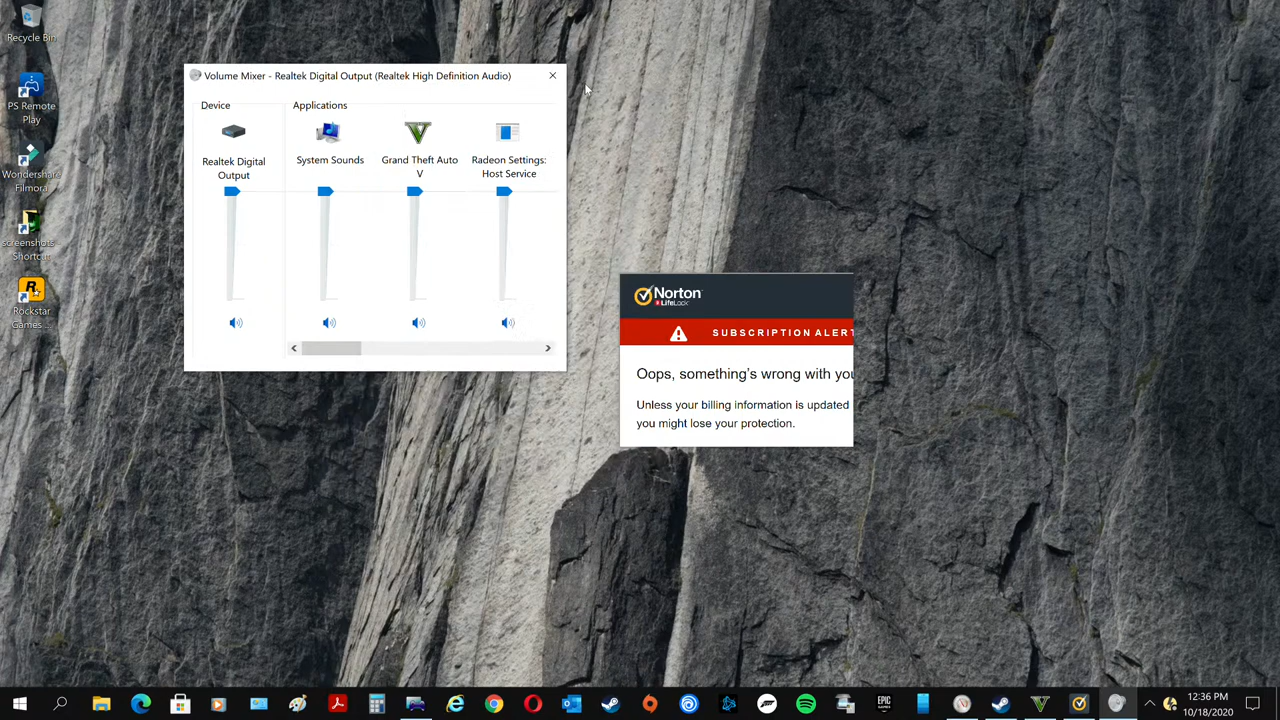 Recycle Bin
PS Remote
Play
Wondershare
Filmora
screenshots -
Shortcut
R
Rockstar
Games ...
Volume Mixer - Realtek Digital Output (Realtek High Definition Audio)
Device
Applications
Realtek Digital
Output
System Sounds
Grand Theft Auto
V
Radeon Settings:
Host Service
Norton
LifeLock
SUBSCRIPTION ALERT
Oops, something's wrong with you
Unless your billing information is updated
you might lose your protection.
EPIC
GAMES
12:36 PM
10/18/2020